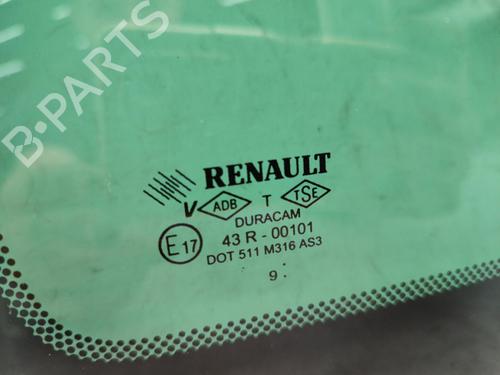 B-PARTS
RENAULT
V ADB T TSE
DURACAM
E17 43 R - 00101
DOT 511 M316 AS3
9 :